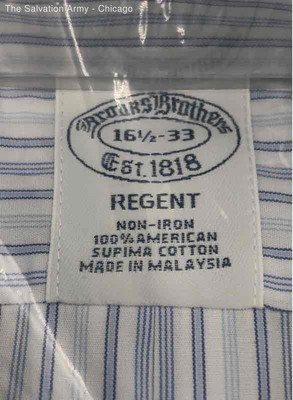 The Salvation Army - Chicago
Brooks Brothers
16½-33
Est. 1818
REGENT
NON-IRON
100% AMERICAN
SUPIMA COTTON
MADE IN MALAYSIA